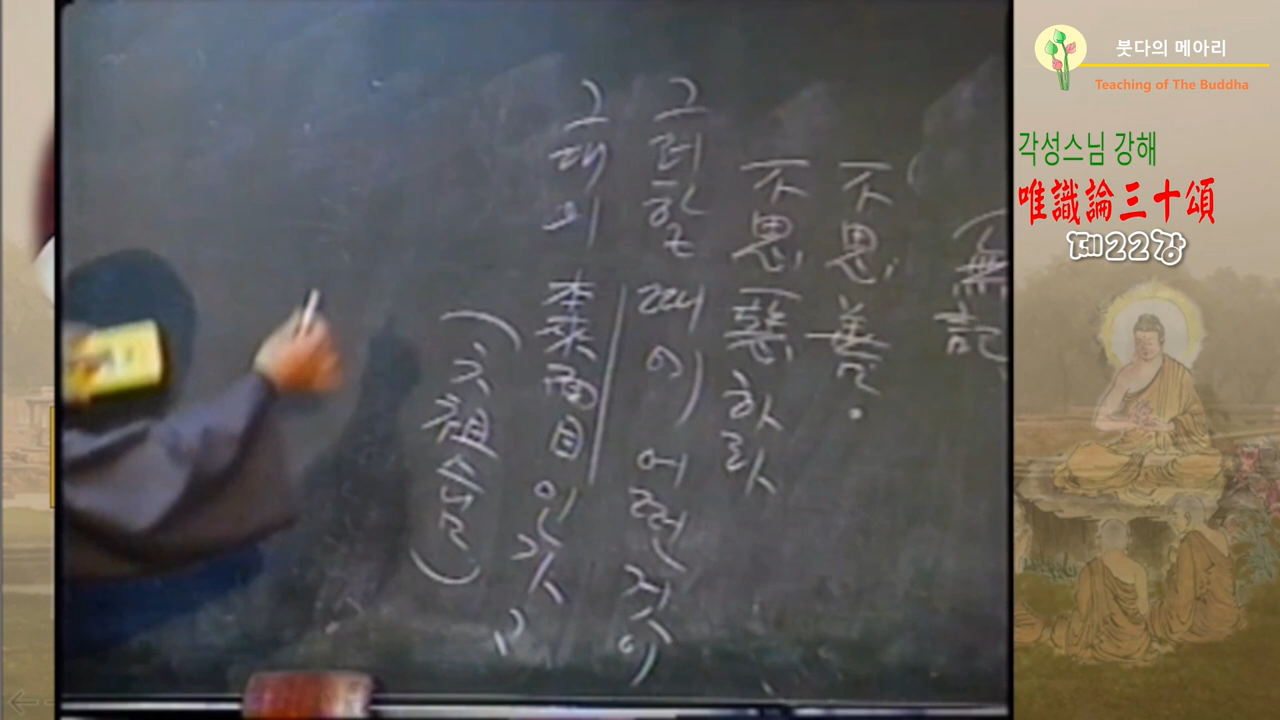 붓다의 메아리
Teaching of The Buddha
각성스님 강해
唯識論三十頌
제22강
無記
不思善
不思惡하라
그러할 때에 어떤것이
그대의 本來面目인가
(六祖스님)